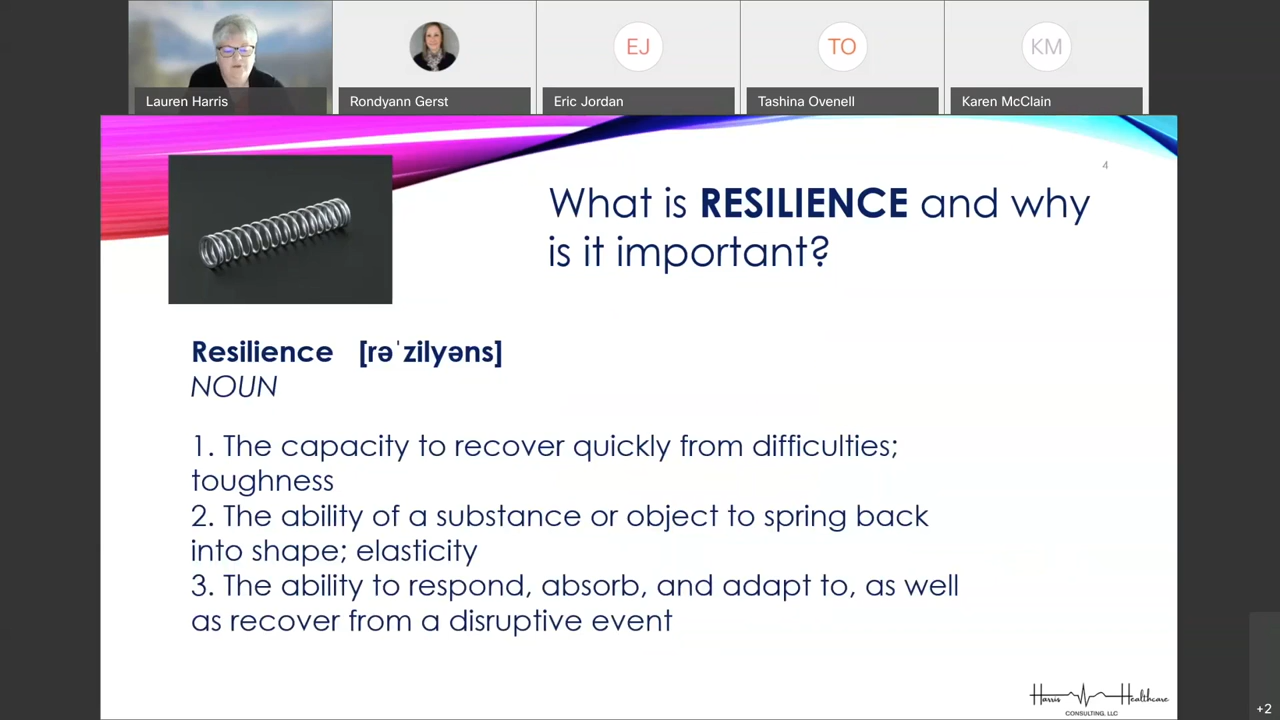 EJ
TO
KM
Lauren Harris
Rondyann Gerst
Eric Jordan
Tashina Ovenell
Karen McClain
4
What is RESILIENCE and why
is it important?
Resilience [rəˈzilyəns]
NOUN
1. The capacity to recover quickly from difficulties;
toughness
2. The ability of a substance or object to spring back
into shape; elasticity
3. The ability to respond, absorb, and adapt to, as well
as recover from a disruptive event
Harris Healthcare
CONSULTING, LLC
+2